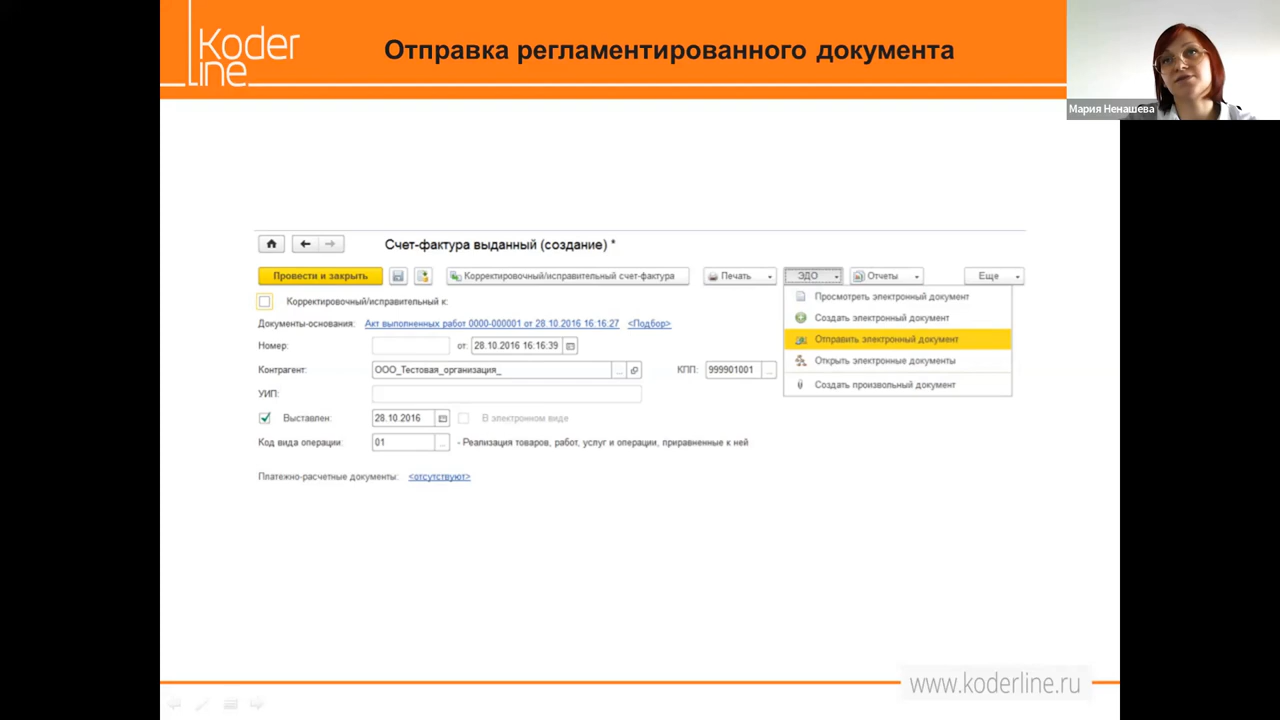 Koder
line
Отправка регламентированного документа
Мария Ненашева
Счет-фактура выданный (создание) *
Провести и закрыть
Корректировочный/исправительный счет-фактура
Печать
ЭДО
Отчеты
Еще
Корректировочный/исправительный к:
Просмотреть электронный документ
Создать электронный документ
Отправить электронный документ
Открыть электронные документы
Создать произвольный документ
Документы-основания: Акт выполненных работ 0000-000001 от 28.10.2016 16:16:27 <Подбор>
Номер: от: 28.10.2016 16:16:39
Контрагент: ООО_Тестовая_организация_ ... КПП: 999901001 ...
УИП:
Выставлен: 28.10.2016 В электронном виде
Код вида операции: 01 ... - Реализация товаров, работ, услуг и операции, приравненные к ней
Платежно-расчетные документы: <отсутствуют>
www.koderline.ru